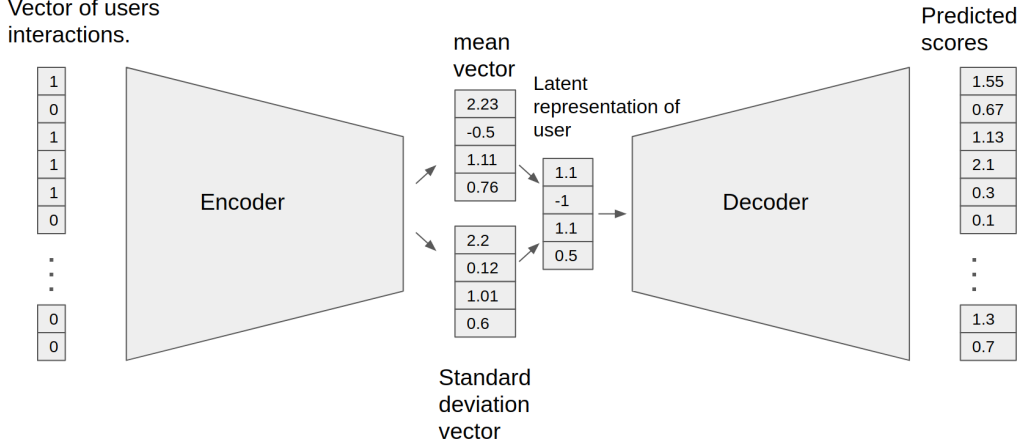 Vector of users
interactions.
1
0
1
1
1
0
0
0
Encoder
mean
vector
2.23
-0.5
1.11
0.76
2.2
0.12
1.01
0.6
Standard
deviation
vector
Latent
representation of
user
1.1
-1
1.1
0.5
Decoder
Predicted
scores
1.55
0.67
1.13
2.1
0.3
0.1
1.3
0.7